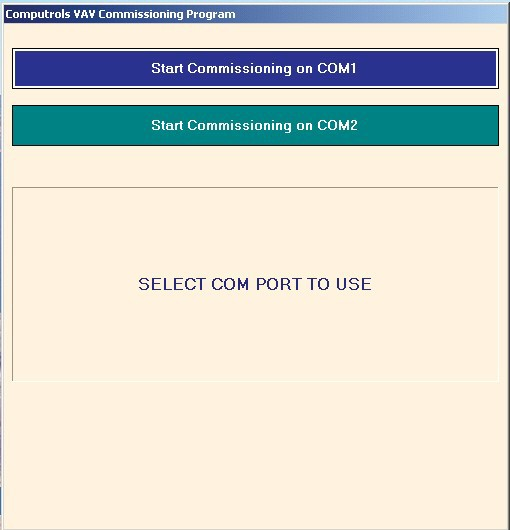 Computrols VAV Commissioning Program
Start Commissioning on COM1
Start Commissioning on COM2
SELECT COM PORT TO USE